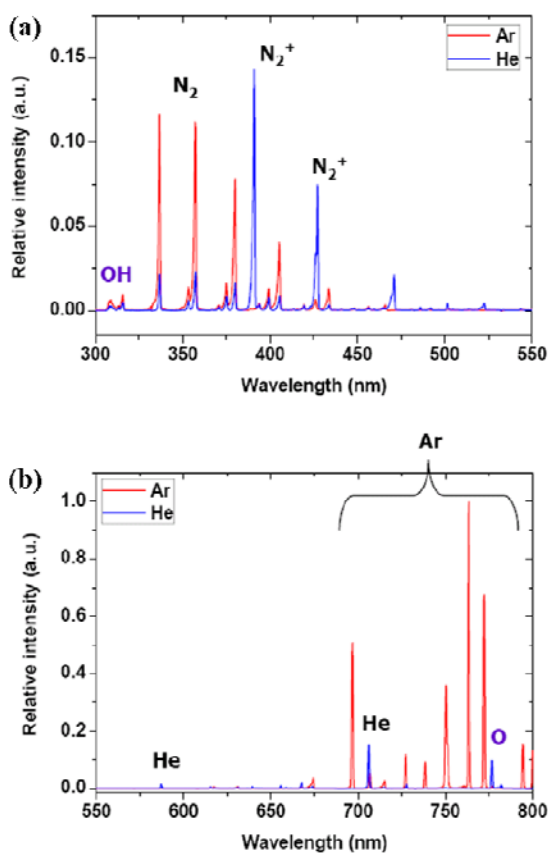 (a)
Relative intensity (a.u.)
0.15
0.10
0.05
0.00
N₂
N₂⁺
N₂⁺
OH
Ar
He
300 350 400 450 500 550
Wavelength (nm)
(b)
Relative intensity (a.u.)
Ar
Ar
He
1.0
0.8
0.6
0.4
0.2
0.0
He
He
O
550 600 650 700 750 800
Wavelength (nm)